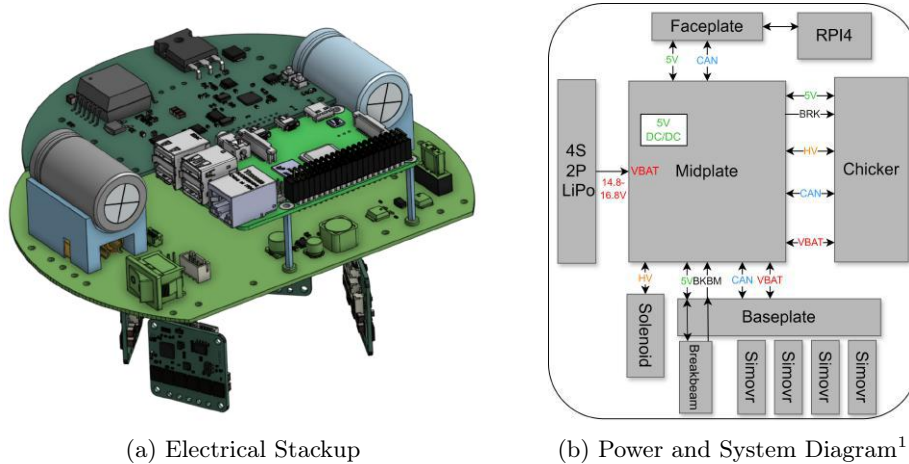 Faceplate
RPI4
5V
CAN
5V
DC/DC
4S
2P
LiPo
VBAT
14.8-
16.8V
Midplate
5V
BRK
HV
CAN
VBAT
Chicker
HV
5V
BKBM
CAN
VBAT
Solenoid
Baseplate
Breakbeam
Simovr
Simovr
Simovr
Simovr
(a) Electrical Stackup
(b) Power and System Diagram¹